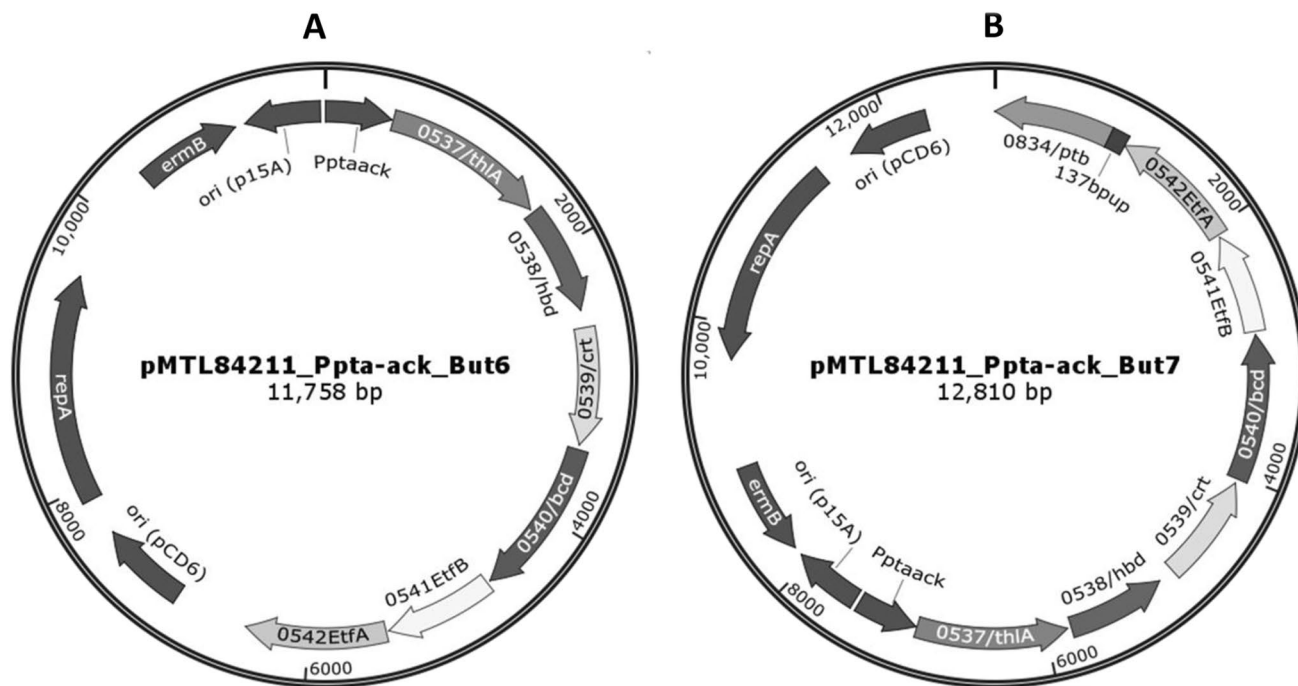 A
ermB
ori (p15A)
Pptaack
0537/thlA
2000
0538/hbd
0539/crt
0540/bcd
4000
0541EtfB
0542EtfA
6000
ori (pCD6)
8000
repA
10,000
pMTL84211_Ppta-ack_But6
11,758 bp
B
12,000
ori (pCD6)
0834/ptb
137bpup
0542EtfA
2000
0541EtfB
0540/bcd
4000
0539/crt
0538/hbd
6000
0537/thlA
Pptaack
ori (p15A)
8000
ermB
10,000
repA
pMTL84211_Ppta-ack_But7
12,810 bp